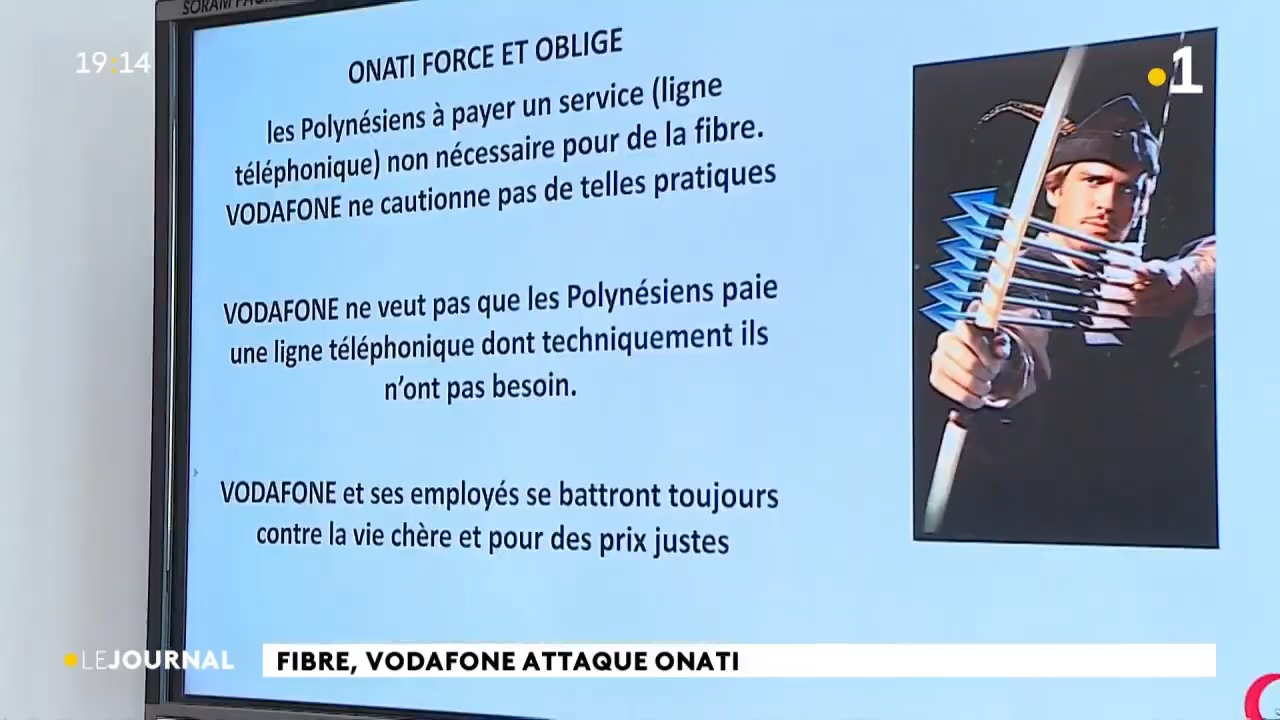 SORAM
19:14
1
ONATI FORCE ET OBLIGE
les Polynésiens à payer un service (ligne
téléphonique) non nécessaire pour de la fibre.
VODAFONE ne cautionne pas de telles pratiques
VODAFONE ne veut pas que les Polynésiens paie
une ligne téléphonique dont techniquement ils
n'ont pas besoin.
VODAFONE et ses employés se battront toujours
contre la vie chère et pour des prix justes
LEJOURNAL
FIBRE, VODAFONE ATTAQUE ONATI